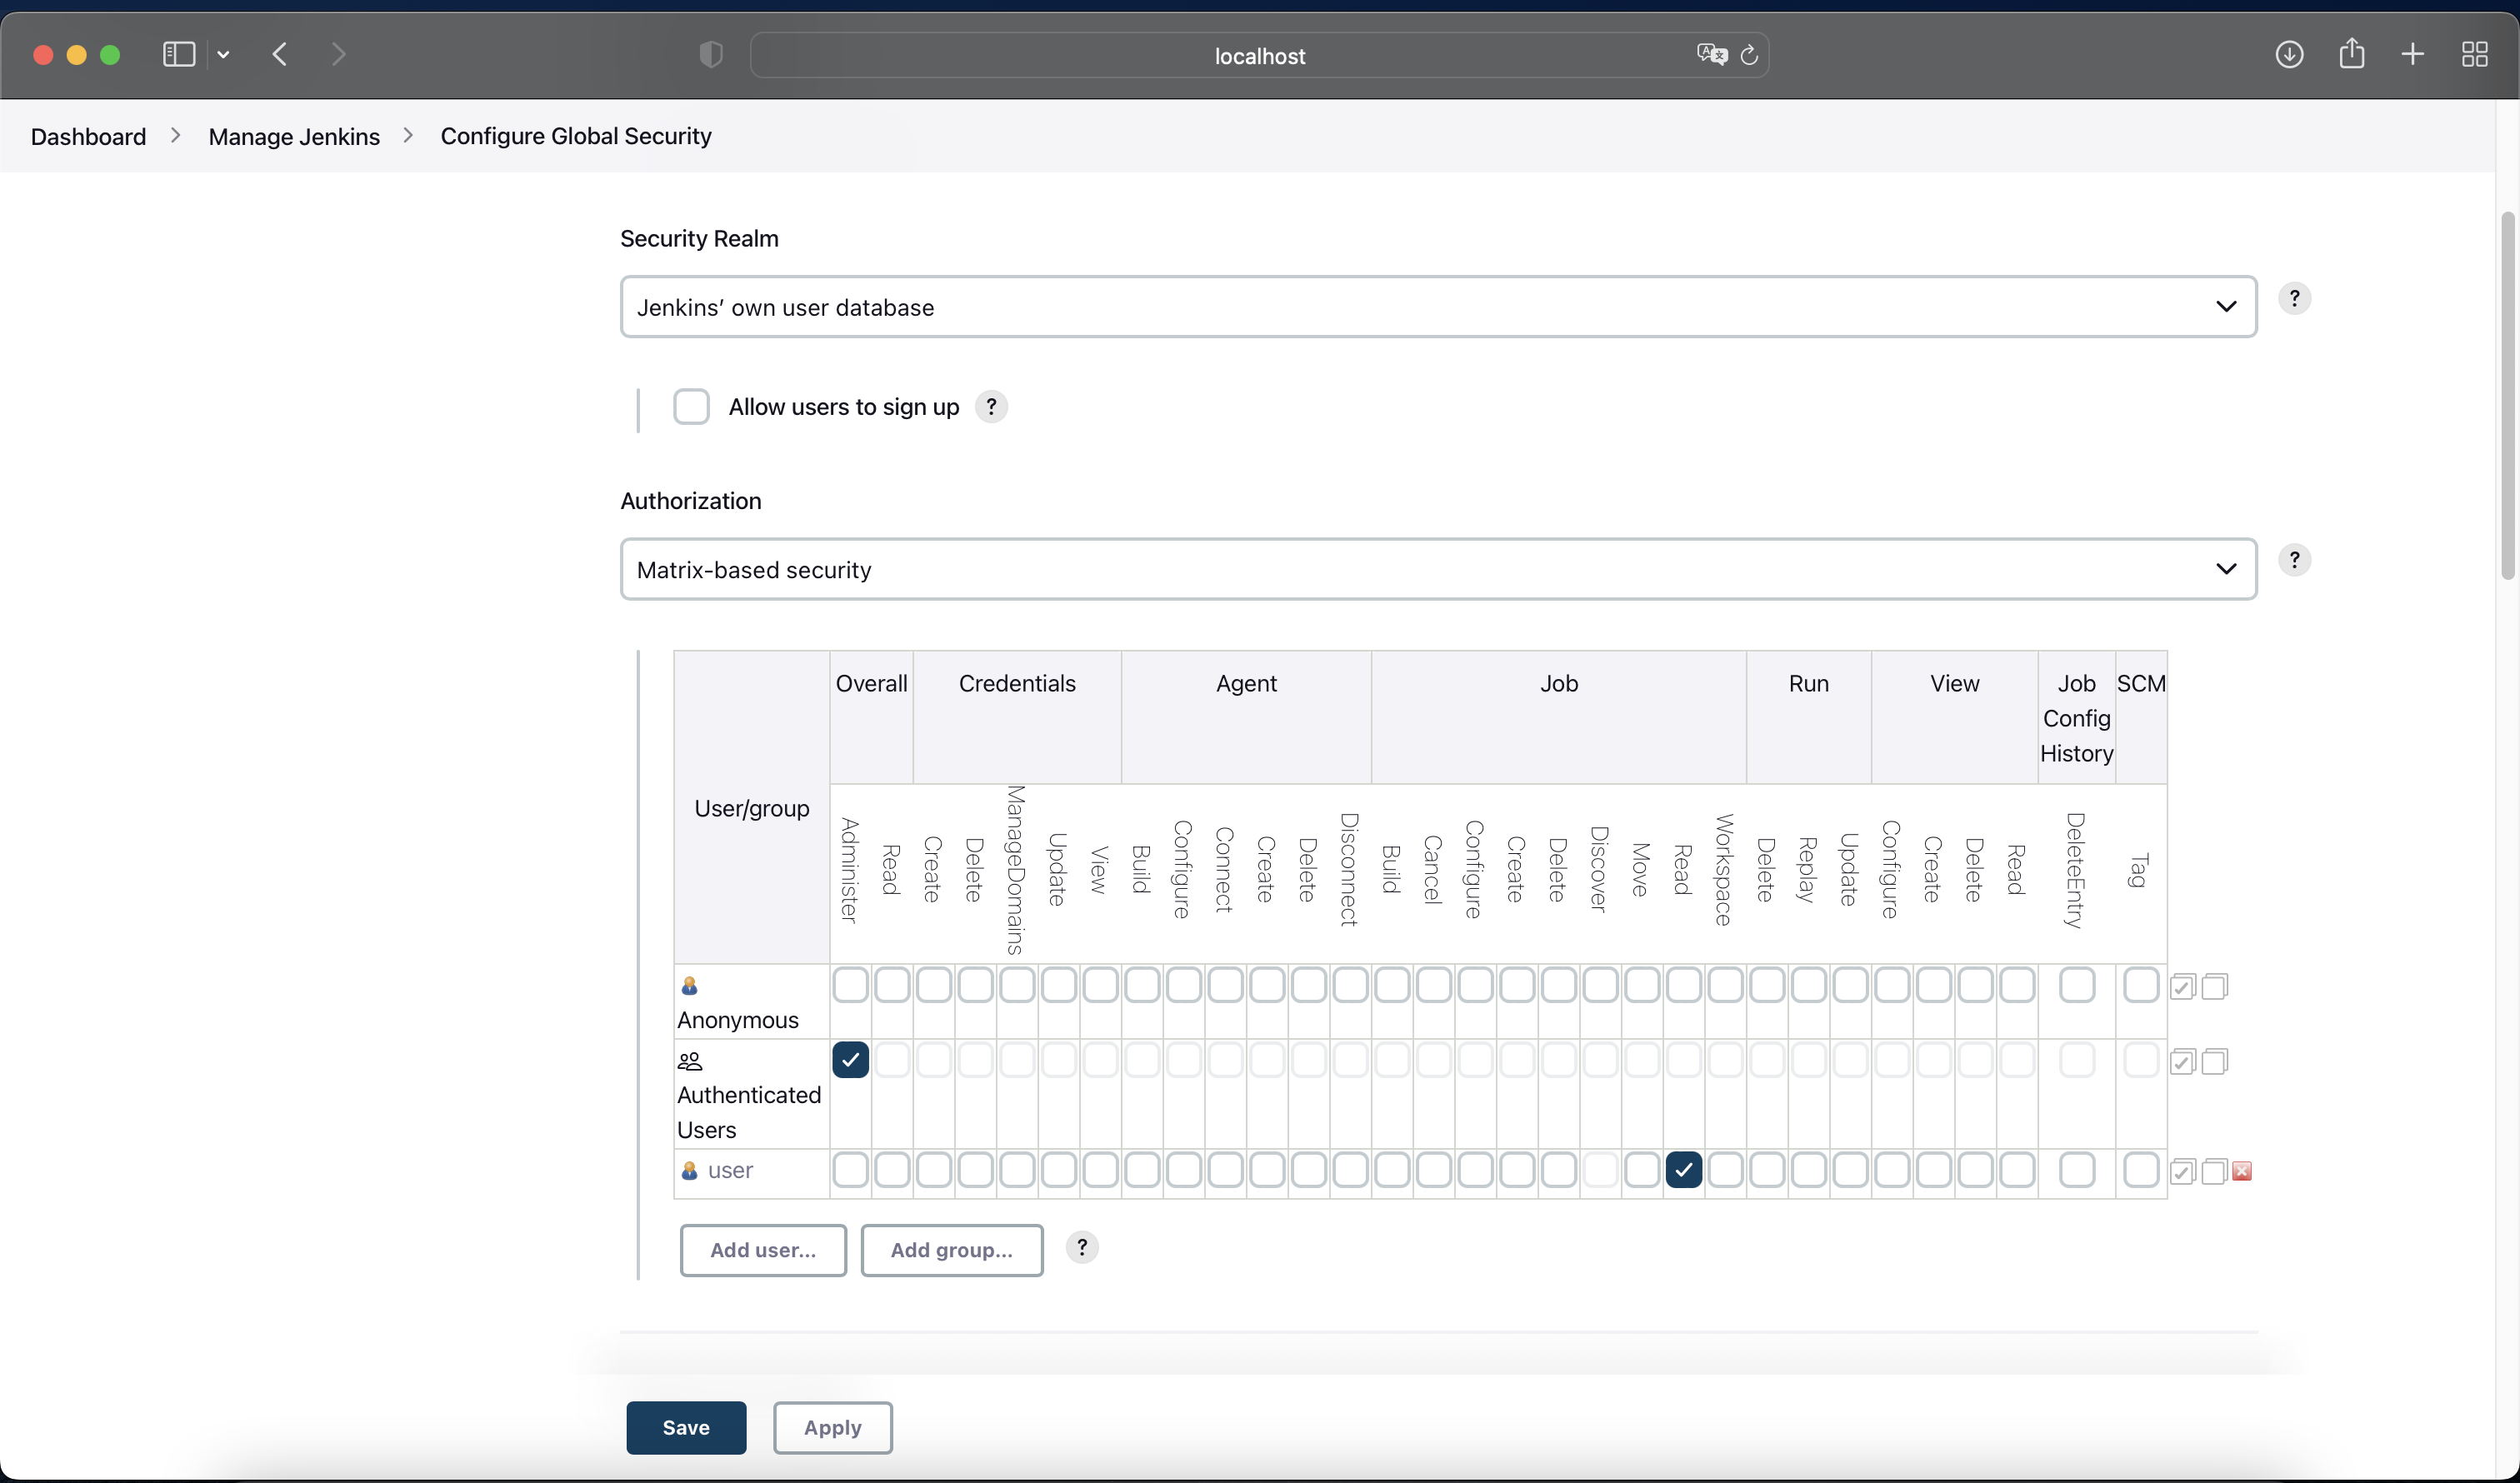 localhost
Dashboard > Manage Jenkins > Configure Global Security
Security Realm
Jenkins’ own user database
?
Allow users to sign up ?
Authorization
Matrix-based security
?
User/group
Overall Credentials Agent Job Run View Job Config History SCM
Administer
Read
Create
Delete
ManageDomains
Update
View
Build
Configure
Connect
Create
Delete
Disconnect
Build
Cancel
Configure
Create
Delete
Discover
Move
Read
Workspace
Delete
Replay
Update
Configure
Create
Delete
Read
DeleteEntry
Tag
Anonymous
Authenticated
Users
user
Add user... Add group... ?
Save Apply